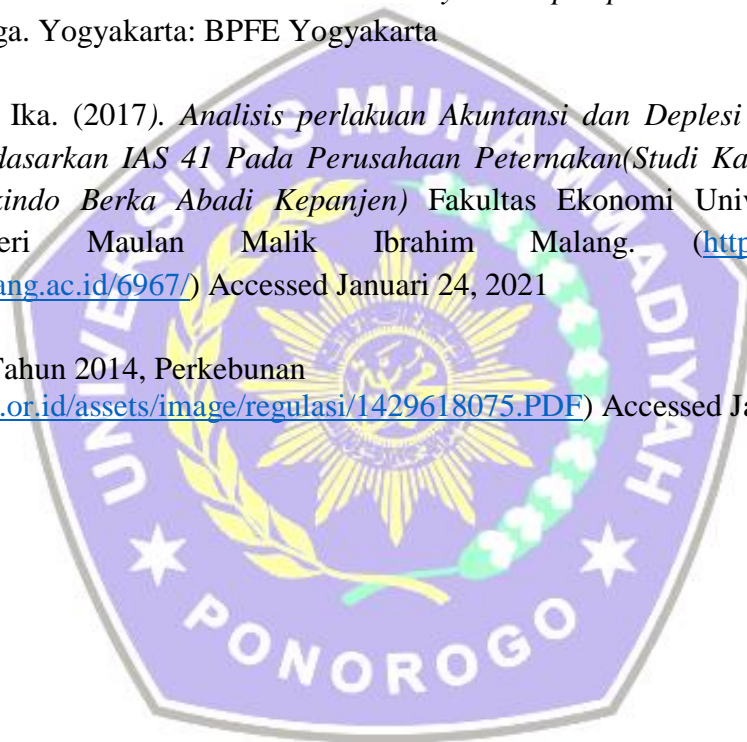 ga. Yogyakarta: BPFE Yogyakarta
Ika. (2017). Analisis perlakuan Akuntansi dan Deplesi
dasarkan IAS 41 Pada Perusahaan Peternakan(Studi Ka
kindo Berka Abadi Kepanjen) Fakultas Ekonomi Univ
eri Maulan Malik Ibrahim Malang. (http
ang.ac.id/6967/) Accessed Januari 24, 2021
Tahun 2014, Perkebunan
.or.id/assets/image/regulasi/1429618075.PDF) Accessed Ja
UNIVERSITAS MUHAMMADIYAH
PONOROGO